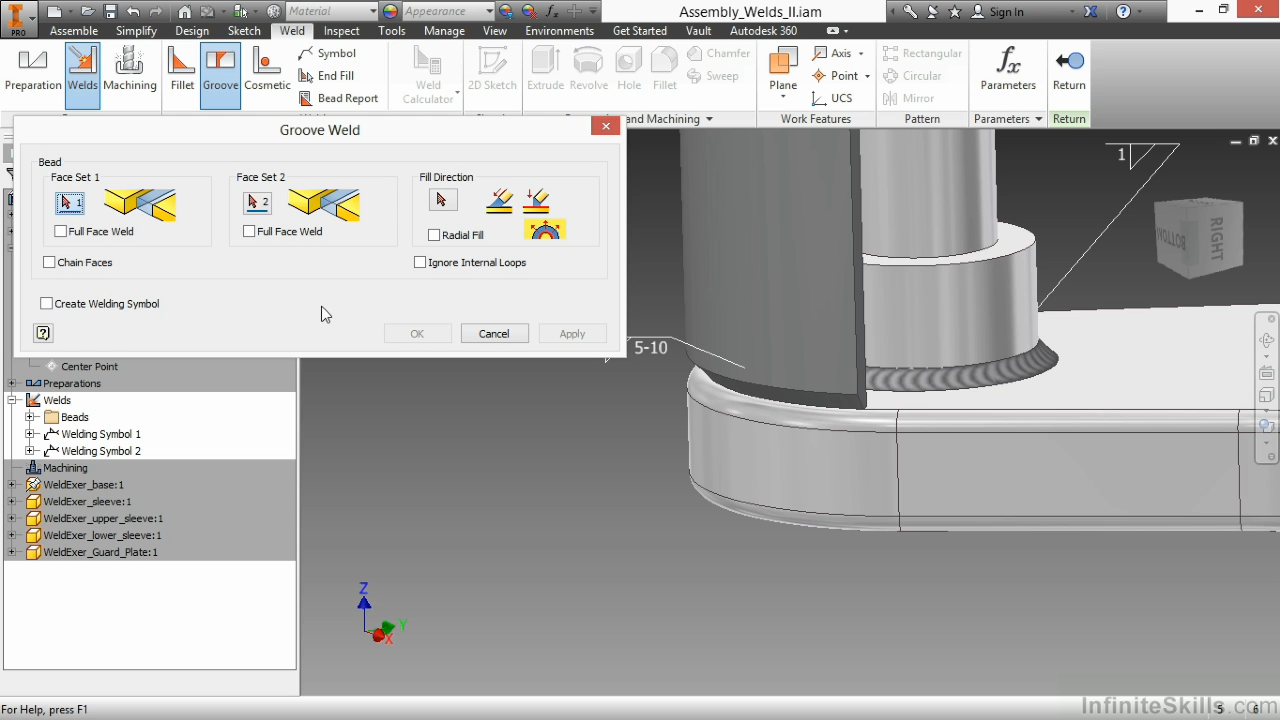 Material
Appearance
Assembly_Welds_II.iam
Sign In
PRO
Assemble
Simplify
Design
Sketch
Weld
Inspect
Tools
Manage
View
Environments
Get Started
Vault
Autodesk 360
Preparation
Welds
Machining
Fillet
Groove
Cosmetic
Symbol
End Fill
Bead Report
Weld
Calculator
2D Sketch
Extrude
Revolve
Hole
Fillet
Chamfer
Sweep
Plane
Axis
Point
UCS
Rectangular
Circular
Mirror
Parameters
Return
and Machining
Work Features
Pattern
Parameters
Return
Groove Weld
Bead
Face Set 1
1
Full Face Weld
Face Set 2
2
Full Face Weld
Fill Direction
Radial Fill
Chain Faces
Ignore Internal Loops
Create Welding Symbol
OK
Cancel
Apply
1
BOTTOM
RIGHT
5-10
Center Point
Preparations
Welds
Beads
Welding Symbol 1
Welding Symbol 2
Machining
WeldExer_base:1
WeldExer_sleeve:1
WeldExer_upper_sleeve:1
WeldExer_lower_sleeve:1
WeldExer_Guard_Plate:1
Z
Y
X
For Help, press F1
InfiniteSkills.com
5
6